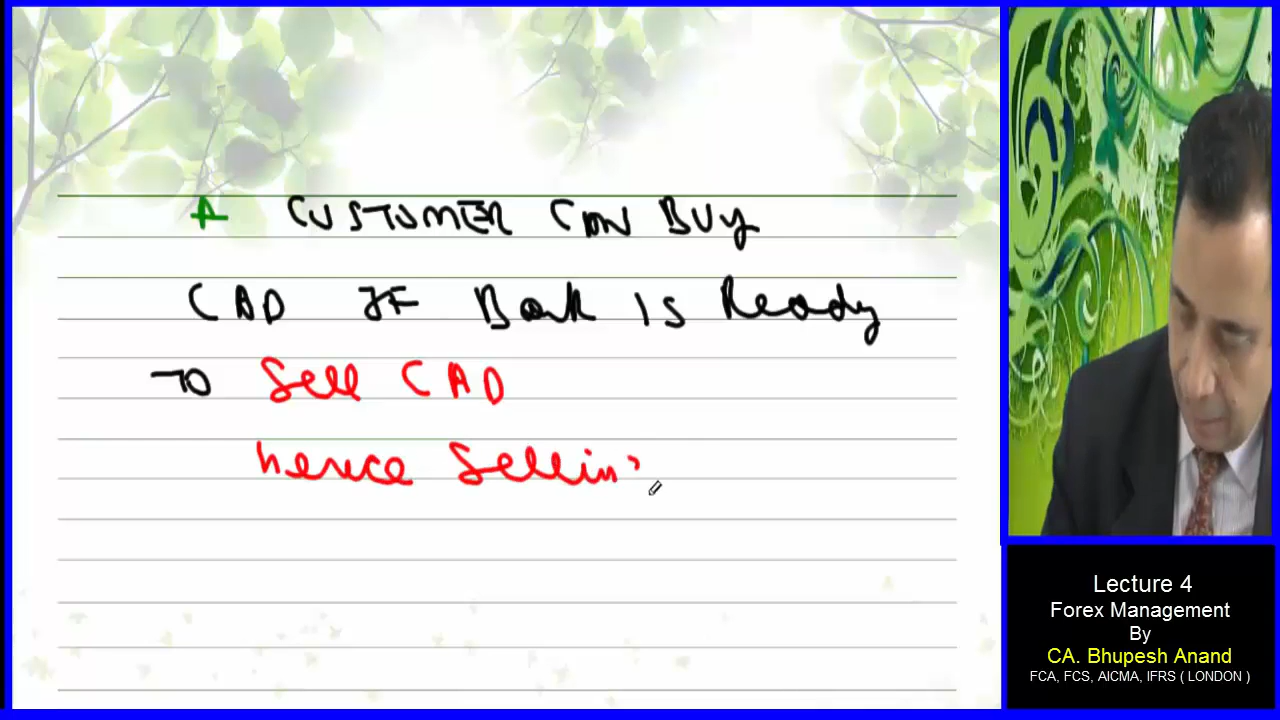 A CUSTOMER CAN BUY
CAD IF Bank IS Ready
TO Sell CAD
hence Sellin
Lecture 4
Forex Management
By
CA. Bhupesh Anand
FCA, FCS, AICMA, IFRS ( LONDON )